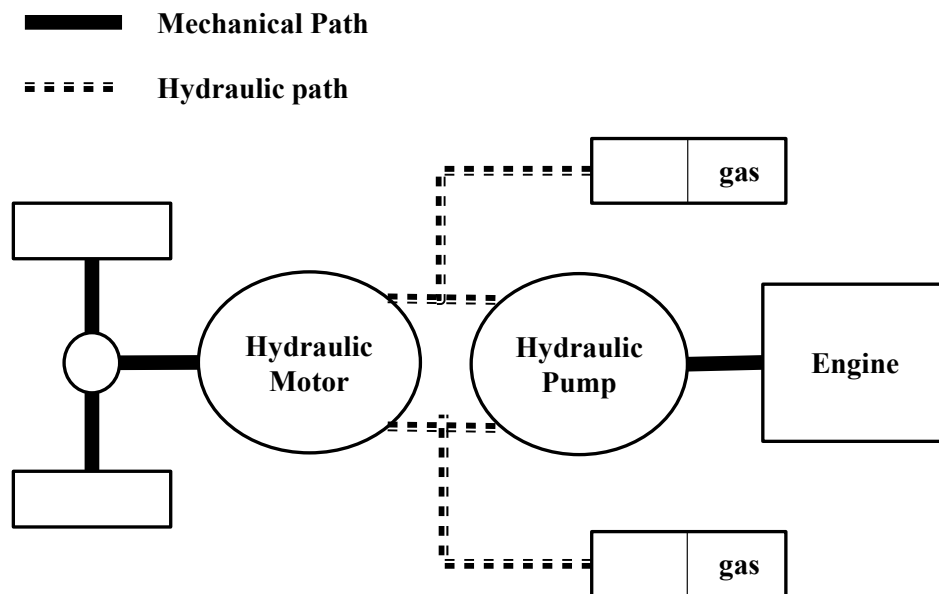 Mechanical Path
Hydraulic path
gas
Hydraulic
Motor
Hydraulic
Pump
Engine
gas